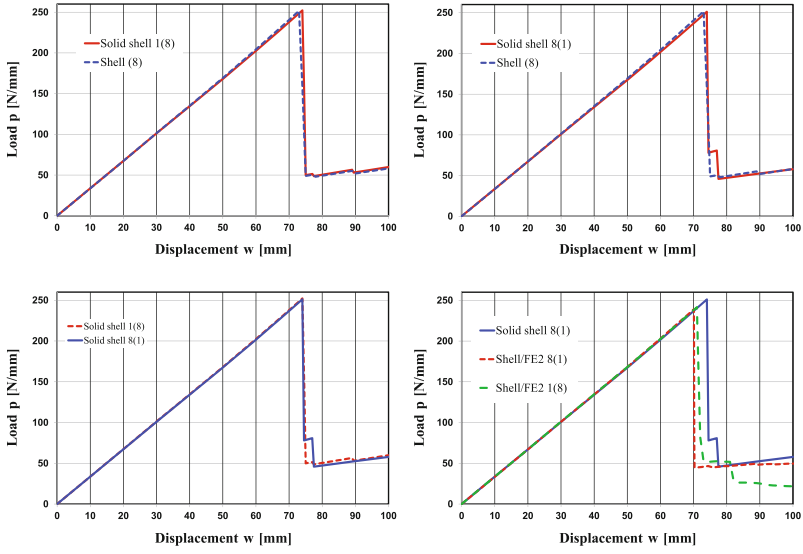 Load p [N/mm]
250
200
150
100
50
0
Solid shell 1(8)
Shell (8)
0 10 20 30 40 50 60 70 80 90 100
Displacement w [mm]
Load p [N/mm]
250
200
150
100
50
0
Solid shell 8(1)
Shell (8)
0 10 20 30 40 50 60 70 80 90 100
Displacement w [mm]
Load p [N/mm]
250
200
150
100
50
0
Solid shell 1(8)
Solid shell 8(1)
0 10 20 30 40 50 60 70 80 90 100
Displacement w [mm]
Load p [N/mm]
250
200
150
100
50
0
Solid shell 8(1)
Shell/FE2 8(1)
Shell/FE2 1(8)
0 10 20 30 40 50 60 70 80 90 100
Displacement w [mm]